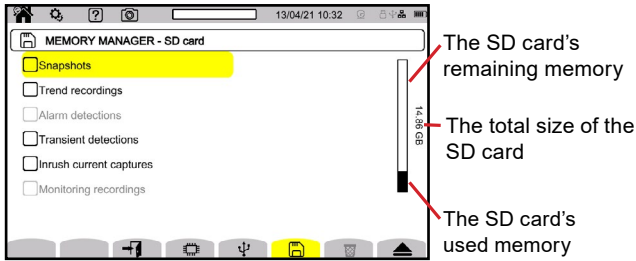 ?
13/04/21 10:32
MEMORY MANAGER - SD card
Snapshots
Trend recordings
Alarm detections
Transient detections
Inrush current captures
Monitoring recordings
14.86 GB
The SD card's
remaining memory
The total size of the
SD card
The SD card's
used memory